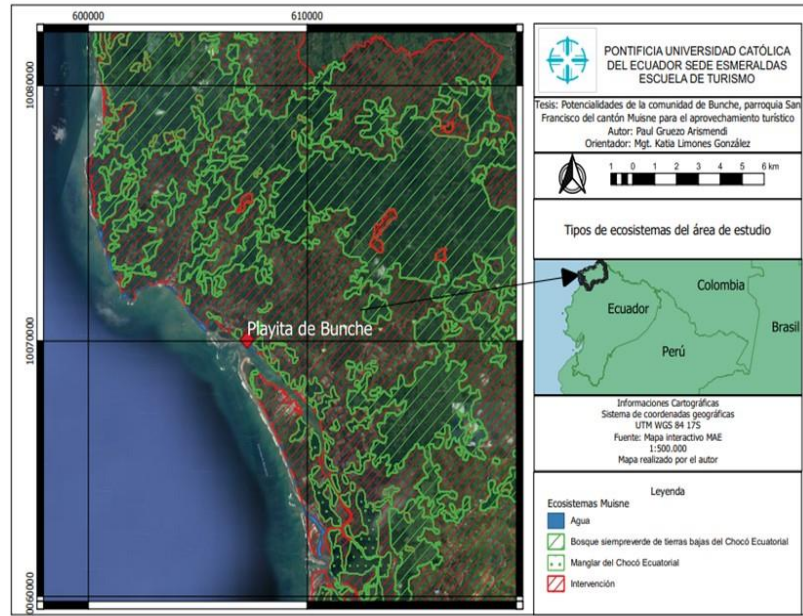 600000
610000
10080000
10070000
10060000
Playita de Bunche
PONTIFICIA UNIVERSIDAD CATÓLICA
DEL ECUADOR SEDE ESMERALDAS
ESCUELA DE TURISMO
Tesis: Potencialidades de la comunidad de Bunche, parroquia San
Francisco del cantón Muisne para el aprovechamiento turístico
Autor: Paul Gruezo Arismendi
Orientador: Mgt. Katia Limones González
1 0 1 2 3 4 5 6 km
Tipos de ecosistemas del área de estudio
Colombia
Ecuador
Brasil
Perú
Informaciones Cartográficas
Sistema de coordenadas geográficas
UTM WGS 84 17S
Fuente: Mapa interactivo MAE
1:500.000
Mapa realizado por el autor
Leyenda
Ecosistemas Muisne
Agua
Bosque siempreverde de tierras bajas del Chocó Ecuatorial
Manglar del Chocó Ecuatorial
Intervención